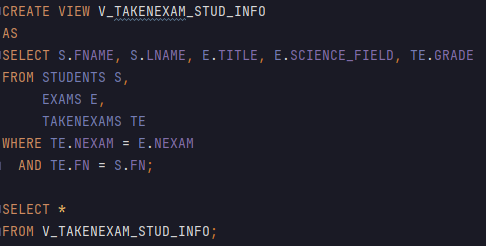 CREATE VIEW V_TAKENEXAM_STUD_INFO
AS
SELECT S.FNAME, S.LNAME, E.TITLE, E.SCIENCE_FIELD, TE.GRADE
FROM STUDENTS S,
EXAMS E,
TAKENEXAMS TE
WHERE TE.NEXAM = E.NEXAM
AND TE.FN = S.FN;
SELECT *
FROM V_TAKENEXAM_STUD_INFO;